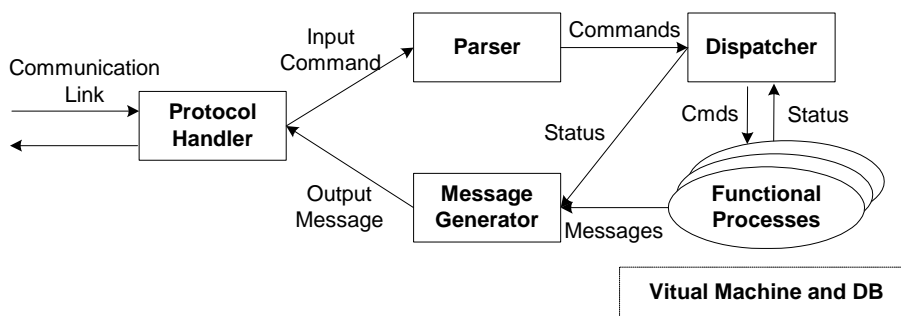 Communication
Link
Protocol
Handler
Input
Command
Parser
Commands
Dispatcher
Cmds
Status
Status
Output
Message
Message
Generator
Messages
Functional
Processes
Vitual Machine and DB